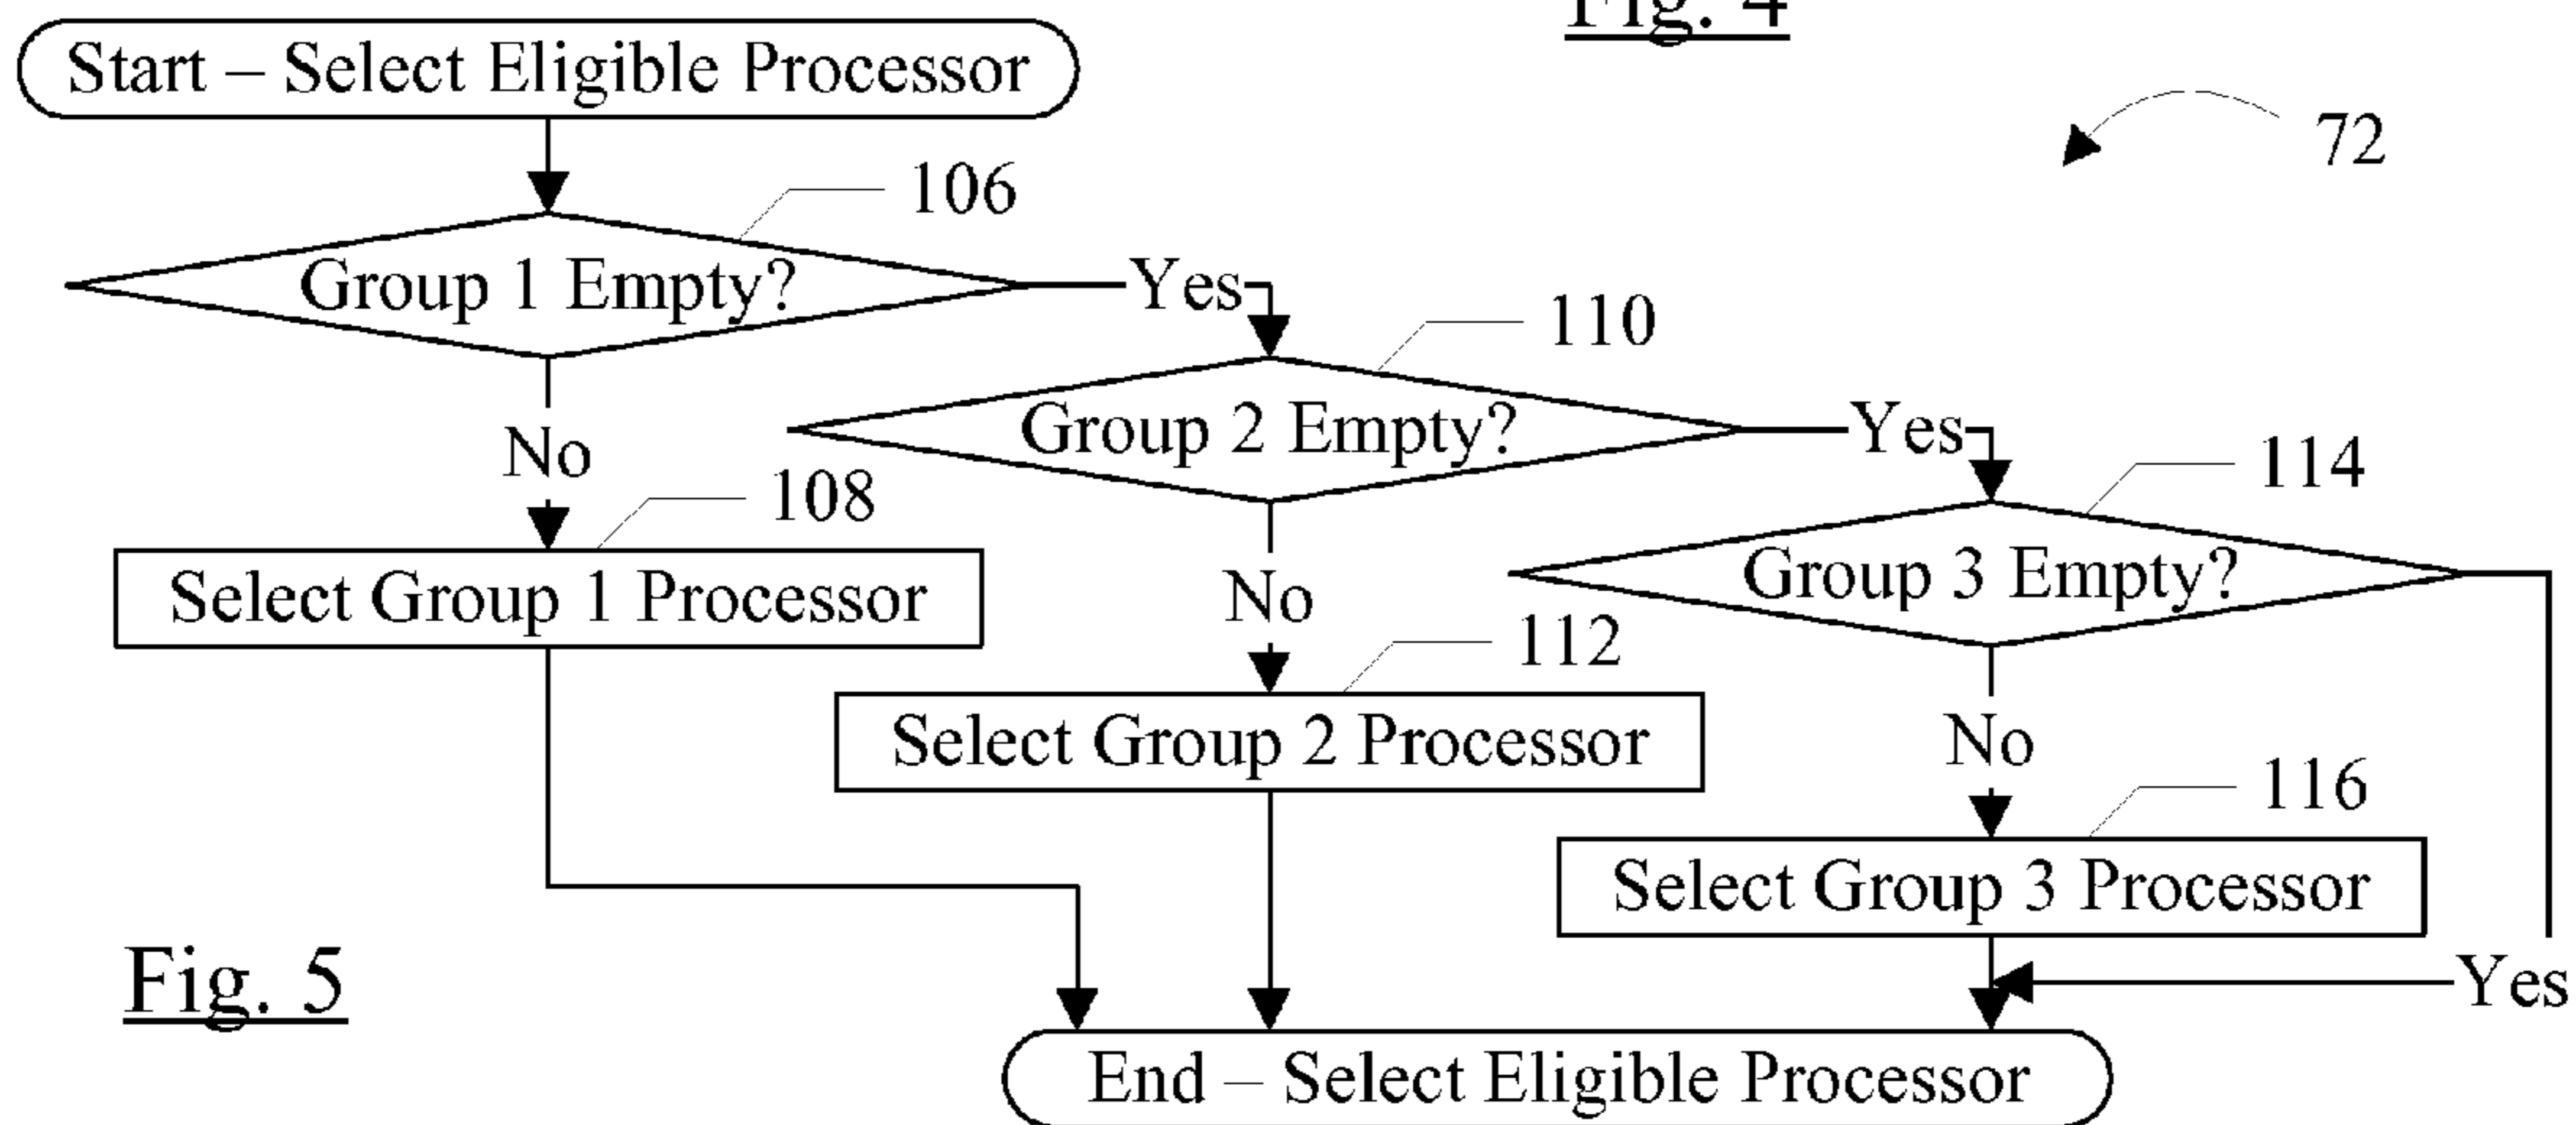 Fig. 4
Start – Select Eligible Processor
72
106
Group 1 Empty?
Yes
110
Group 2 Empty?
Yes
No
114
108
Group 3 Empty?
Select Group 1 Processor
No
112
Select Group 2 Processor
No
116
Select Group 3 Processor
Yes
Fig. 5
End – Select Eligible Processor